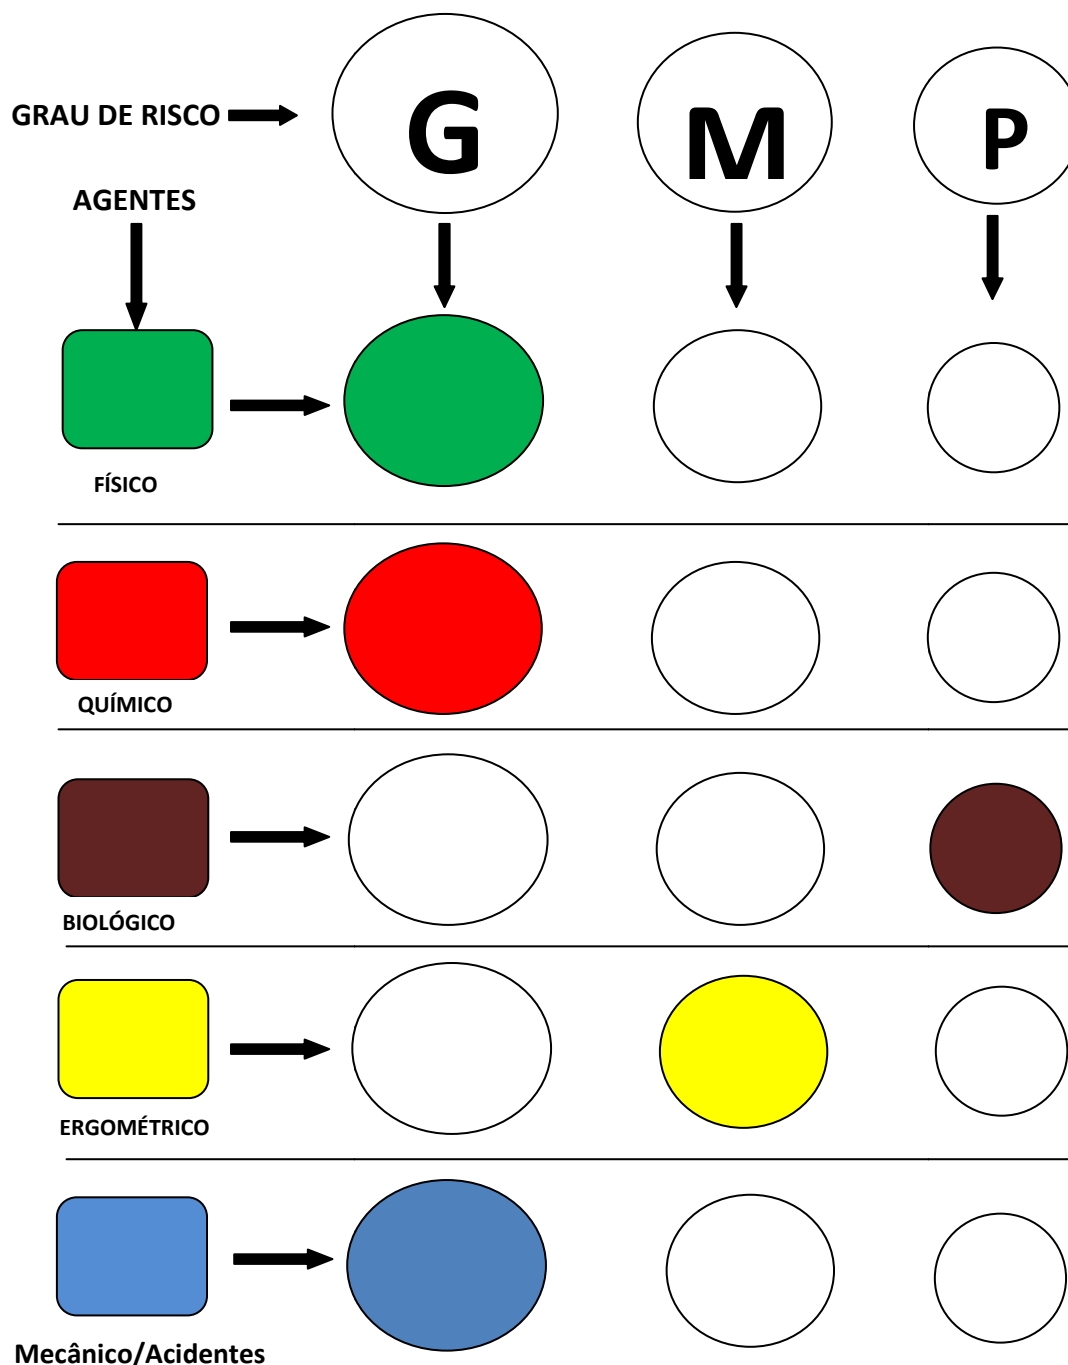 GRAU DE RISCO
G
M
P
AGENTES
FÍSICO
QUÍMICO
BIOLÓGICO
ERGOMÉTRICO
Mecânico/Acidentes